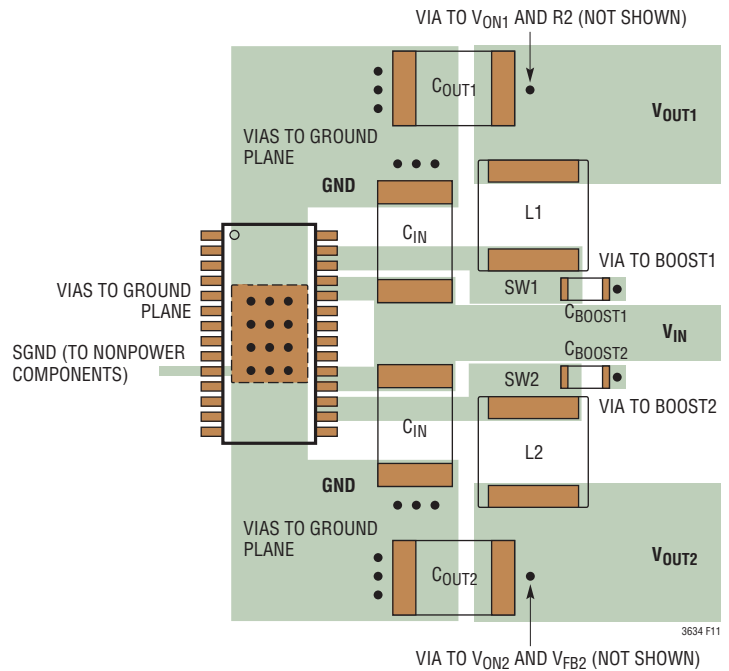 VIA TO VON1 AND R2 (NOT SHOWN)
COUT1
VOUT1
VIAS TO GROUND
PLANE
GND
CIN
L1
VIA TO BOOST1
SW1
CBOOST1
VIAS TO GROUND
PLANE
VIN
SGND (TO NONPOWER
COMPONENTS)
CBOOST2
SW2
VIA TO BOOST2
CIN
L2
GND
VIAS TO GROUND
PLANE
VOUT2
COUT2
3634 F11
VIA TO VON2 AND VFB2 (NOT SHOWN)